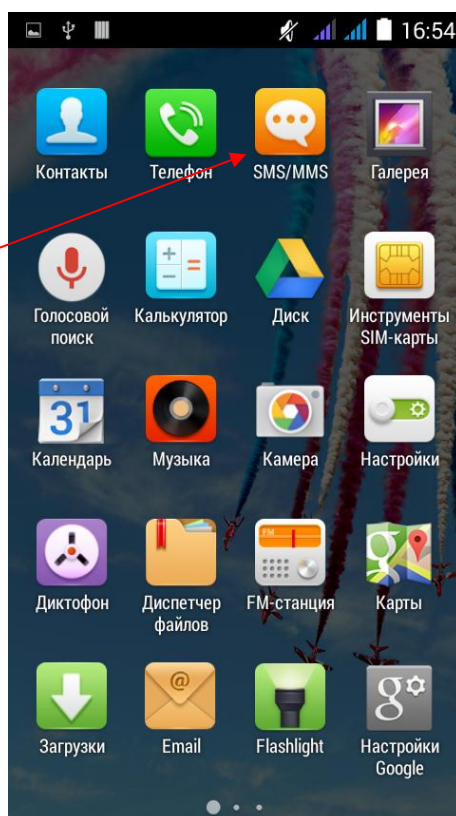 16:54
Контакты
Телефон
SMS/MMS
Галерея
Голосовой
поиск
Калькулятор
Диск
Инструменты
SIM-карты
31
Календарь
Музыка
Камера
Настройки
Диктофон
Диспетчер
файлов
FM
FM-станция
g
Карты
Загрузки
@
Email
Flashlight
g
Настройки
Google